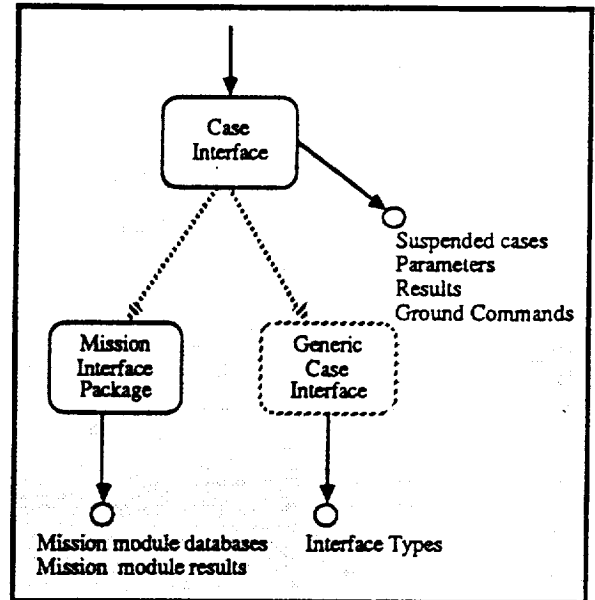 Case
Interface
Suspended cases
Parameters
Results
Ground Commands
Mission
Interface
Package
Generic
Case
Interface
Mission module databases
Mission module results
Interface Types